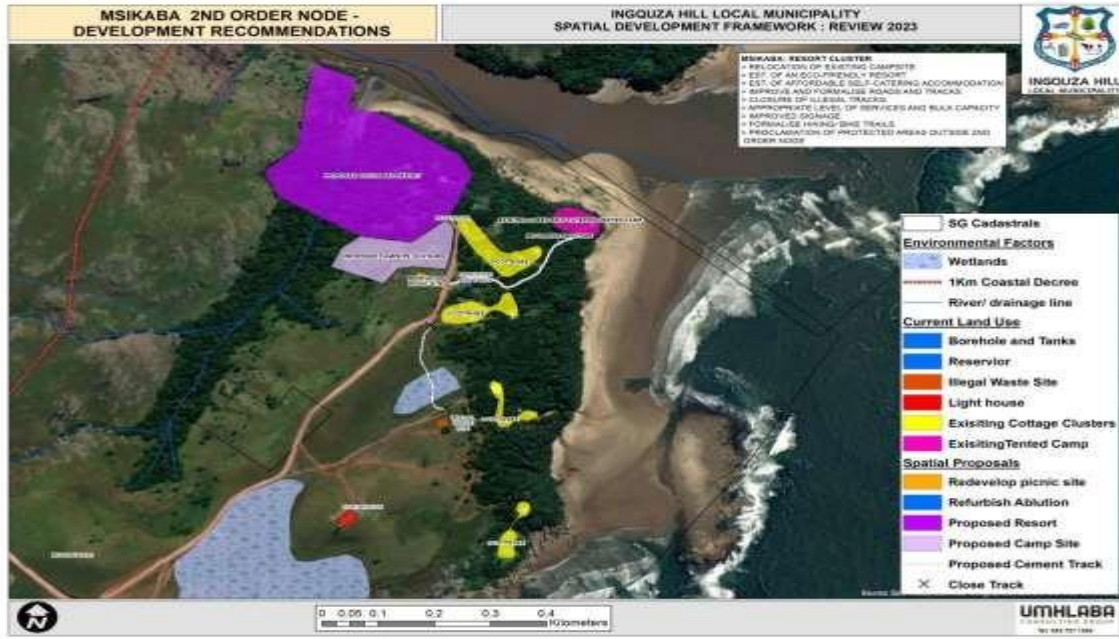 MSIKABA 2ND ORDER NODE -
DEVELOPMENT RECOMMENDATIONS
INGQUZA HILL LOCAL MUNICIPALITY
SPATIAL DEVELOPMENT FRAMEWORK : REVIEW 2023
INGQUZA HILL
LOCAL MUNICIPALITY
MSIKABA: RESORT CLUSTER
» RELOCATION OF EXISTING CAMPSITE
» EST. OF AN ECO-FRIENDLY RESORT
» EST. OF AFFORDABLE SELF-CATERING ACCOMMODATION
» IMPROVE AND FORMALISE ROADS AND TRACKS
» CLOSURE OF ILLEGAL TRACKS
» APPROPRIATE LEVEL OF SERVICES AND BULK CAPACITY
» IMPROVED SIGNAGE
» FORMALISE HIKING/ BIKE TRAILS
» PROCLAMATION OF PROTECTED AREAS OUTSIDE 2ND
ORDER NODE
SG Cadastrals
Environmental Factors
Wetlands
1Km Coastal Decree
River/ drainage line
Current Land Use
Borehole and Tanks
Reservior
Illegal Waste Site
Light house
Exisiting Cottage Clusters
ExisitingTented Camp
Spatial Proposals
Redevelop picnic site
Refurbish Ablution
Proposed Resort
Proposed Camp Site
Proposed Cement Track
Close Track
N
0 0.05 0.1 0.2 0.3 0.4
Kilometers
UMHLABA
CONSULTING GROUP